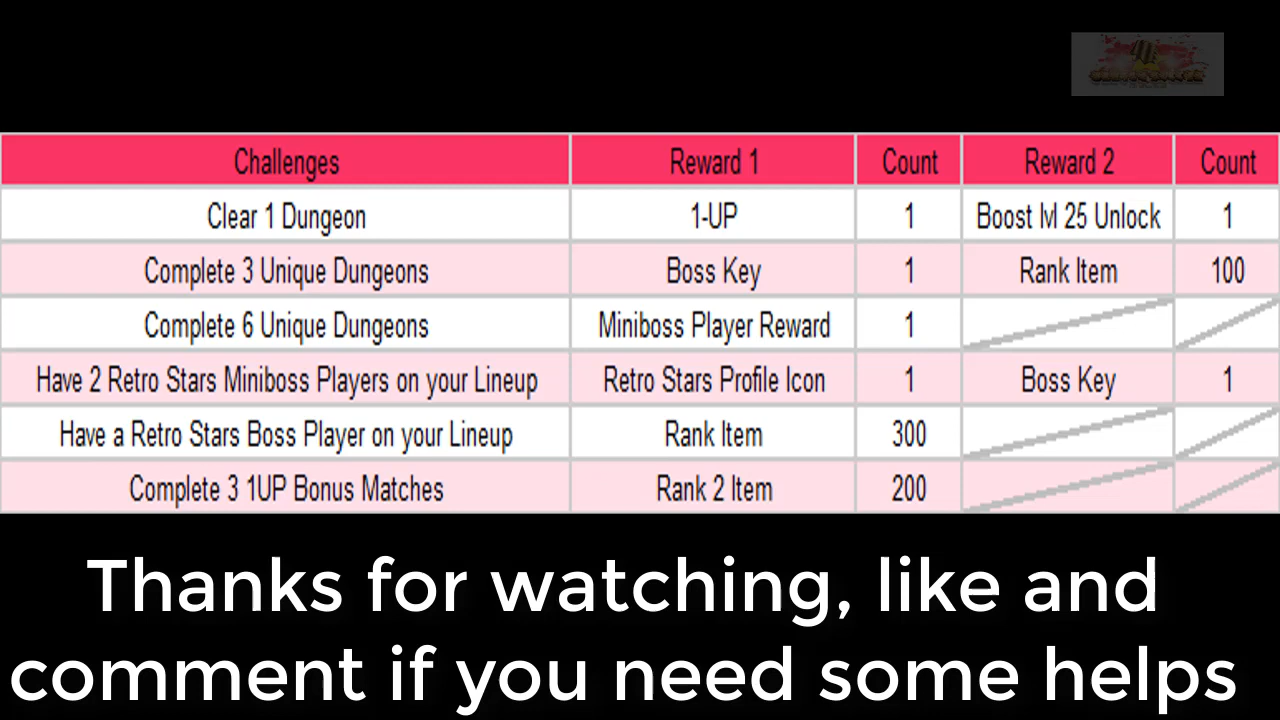 Challenges Reward 1 Count Reward 2 Count
Clear 1 Dungeon 1-UP 1 Boost lvl 25 Unlock 1
Complete 3 Unique Dungeons Boss Key 1 Rank Item 100
Complete 6 Unique Dungeons Miniboss Player Reward 1
Have 2 Retro Stars Miniboss Players on your Lineup Retro Stars Profile Icon 1 Boss Key 1
Have a Retro Stars Boss Player on your Lineup Rank Item 300
Complete 3 1UP Bonus Matches Rank 2 Item 200
Thanks for watching, like and
comment if you need some helps